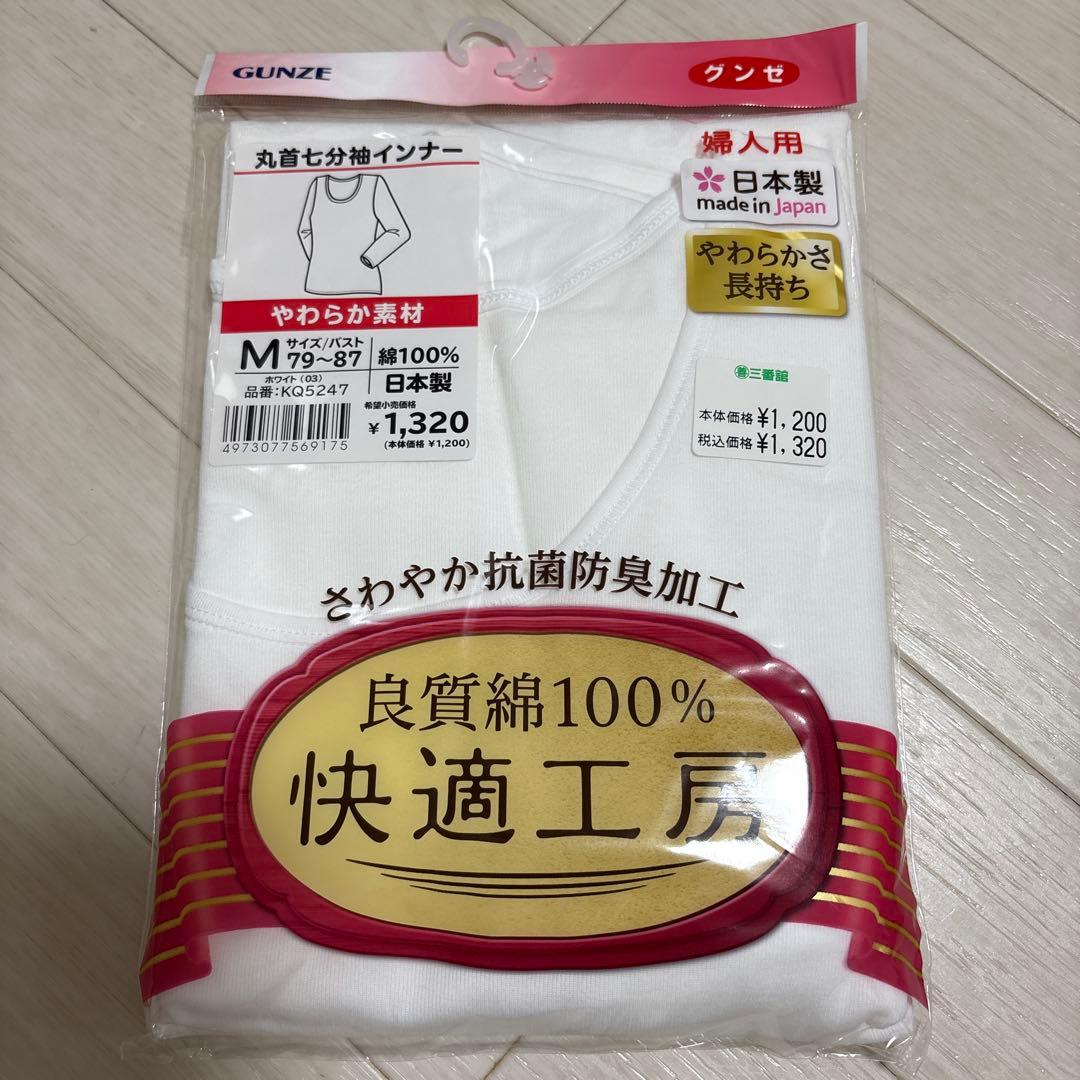 GUNZE
グンゼ
丸首七分袖インナー
やわらか素材
M サイズ/バスト 79〜87
綿100%
日本製
ホワイト(03)
品番:KQ5247
希望小売価格
¥1,320
(本体価格 ¥1,200)
4973077569175
婦人用
日本製
made in Japan
やわらかさ
長持ち
三番舘
本体価格 ¥1,200
税込価格 ¥1,320
さわやか抗菌防臭加工
良質綿100%
快適工房